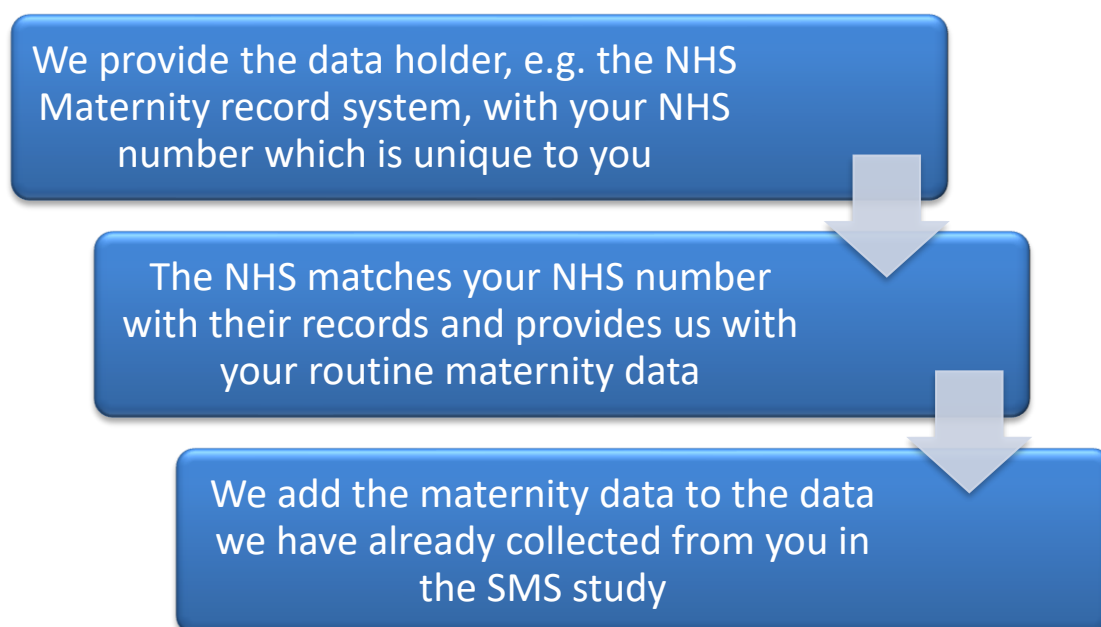 We provide the data holder, e.g. the NHS
Maternity record system, with your NHS
number which is unique to you
The NHS matches your NHS number
with their records and provides us with
your routine maternity data
We add the maternity data to the data
we have already collected from you in
the SMS study